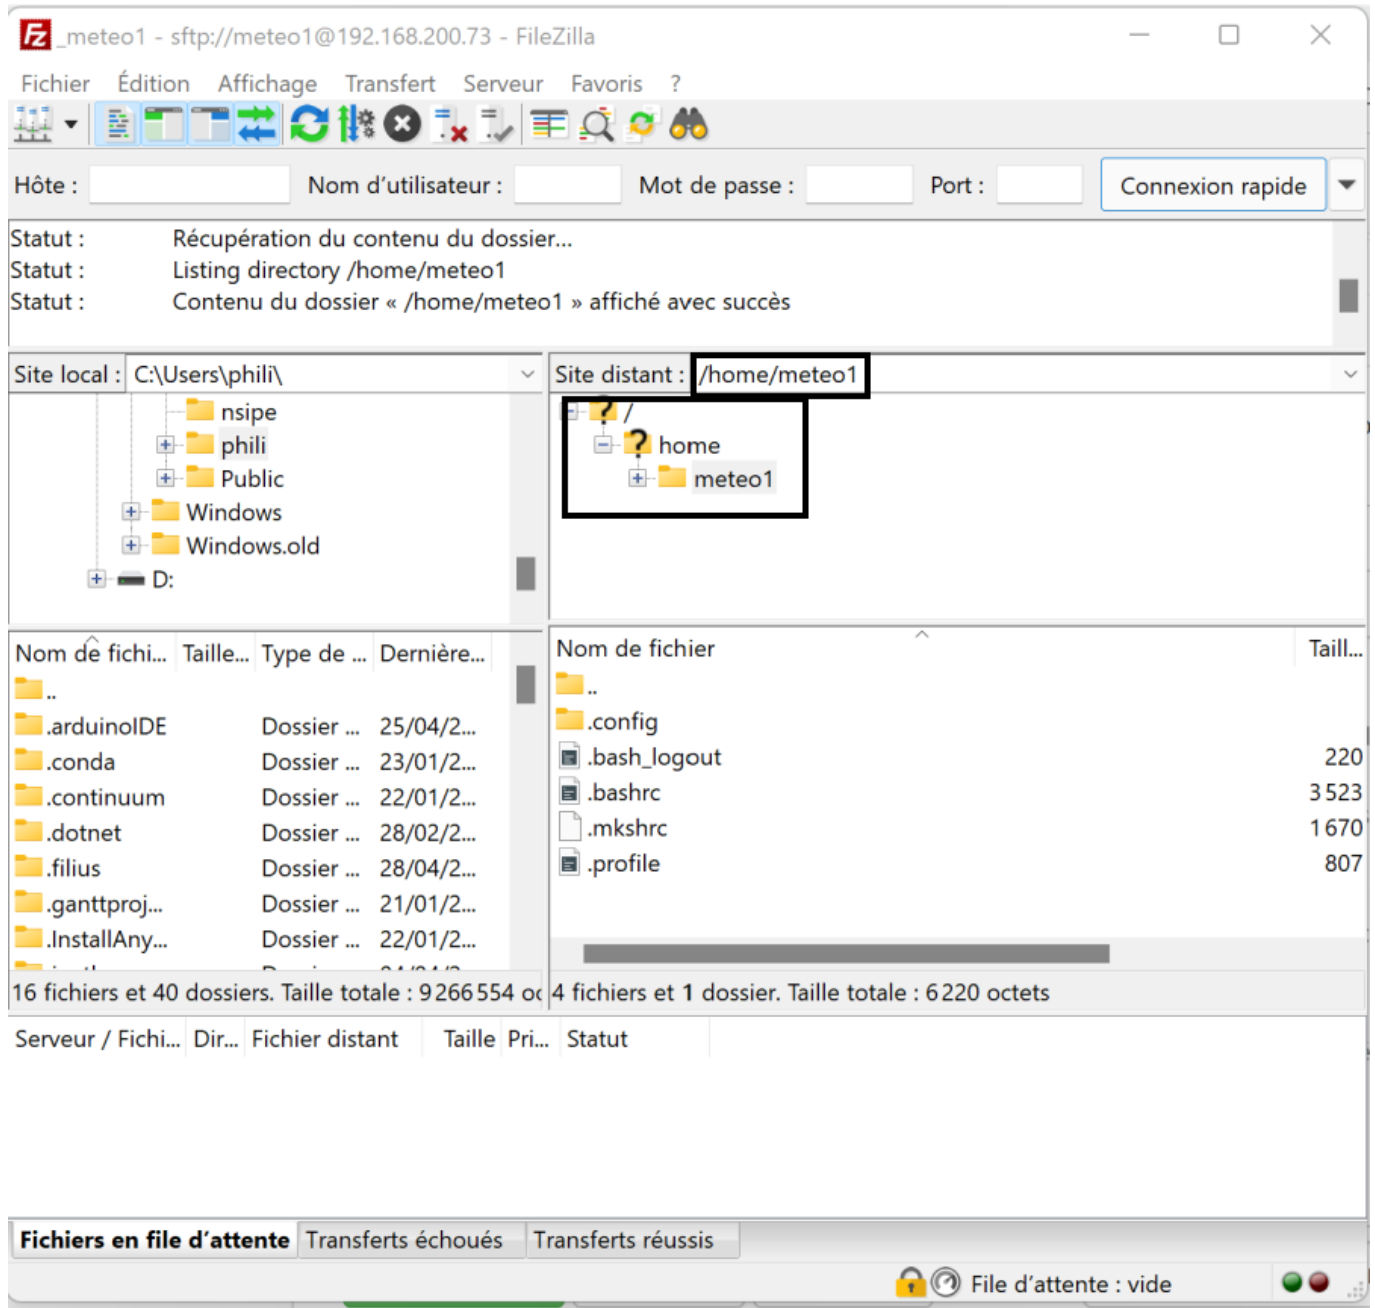 _meteo1 - sftp://meteo1@192.168.200.73 - FileZilla
Fichier Édition Affichage Transfert Serveur Favoris ?
Hôte : Nom d'utilisateur : Mot de passe : Port : Connexion rapide
Statut : Récupération du contenu du dossier...
Statut : Listing directory /home/meteo1
Statut : Contenu du dossier « /home/meteo1 » affiché avec succès
Site local : C:\Users\phili\
nsipe
phili
Public
Windows
Windows.old
D:
Site distant : /home/meteo1
/
home
meteo1
Nom de fichi... Taille... Type de ... Dernière...
..
.arduinoIDE Dossier ... 25/04/2...
.conda Dossier ... 23/01/2...
.continuum Dossier ... 22/01/2...
.dotnet Dossier ... 28/02/2...
.filius Dossier ... 28/04/2...
.ganttproj... Dossier ... 21/01/2...
.InstallAny... Dossier ... 22/01/2...
16 fichiers et 40 dossiers. Taille totale : 9 266 554 oc
Nom de fichier Taill...
..
.config
.bash_logout 220
.bashrc 3 523
.mkshrc 1 670
.profile 807
4 fichiers et 1 dossier. Taille totale : 6 220 octets
Serveur / Fichi... Dir... Fichier distant Taille Pri... Statut
Fichiers en file d'attente Transferts échoués Transferts réussis
File d'attente : vide